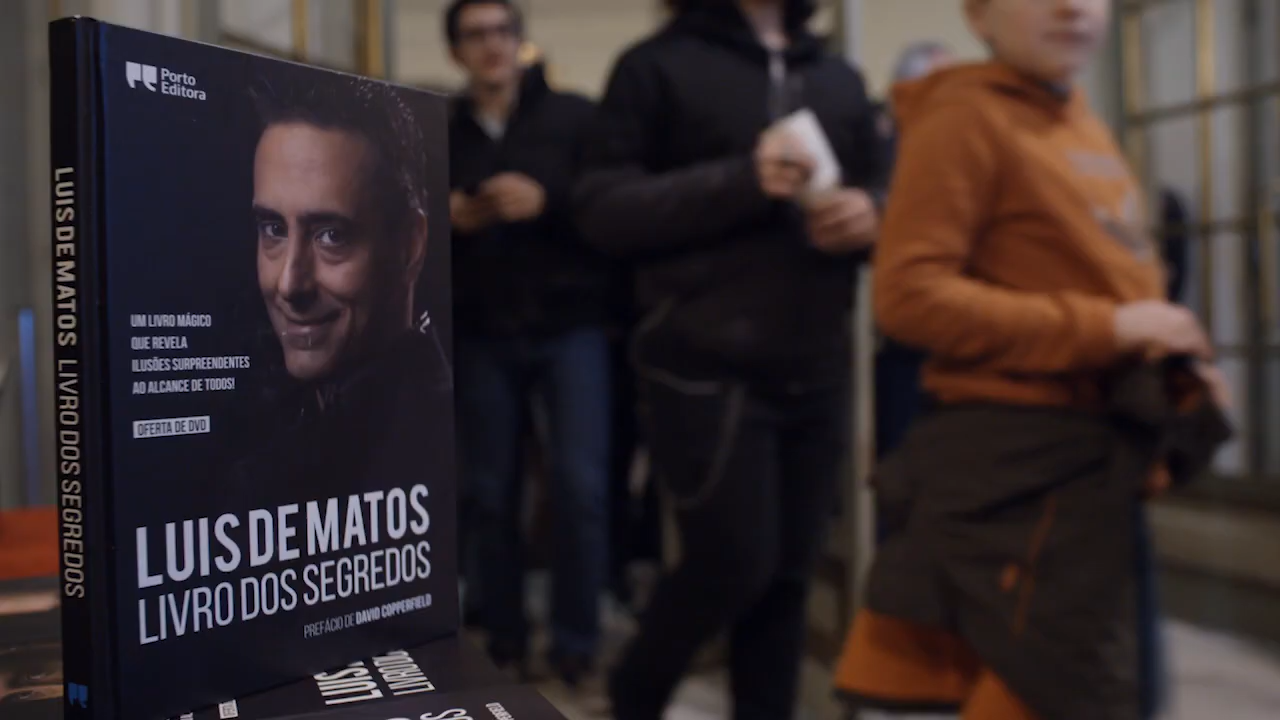 Porto
Editora
LUIS DE MATOS LIVRO DOS SEGREDOS
UM LIVRO MÁGICO
QUE REVELA
ILUSÕES SURPREENDENTES
AO ALCANCE DE TODOS!
OFERTA DE DVD
LUIS DE MATOS
LIVRO DOS SEGREDOS
PREFÁCIO DE DAVID COPPERFIELD